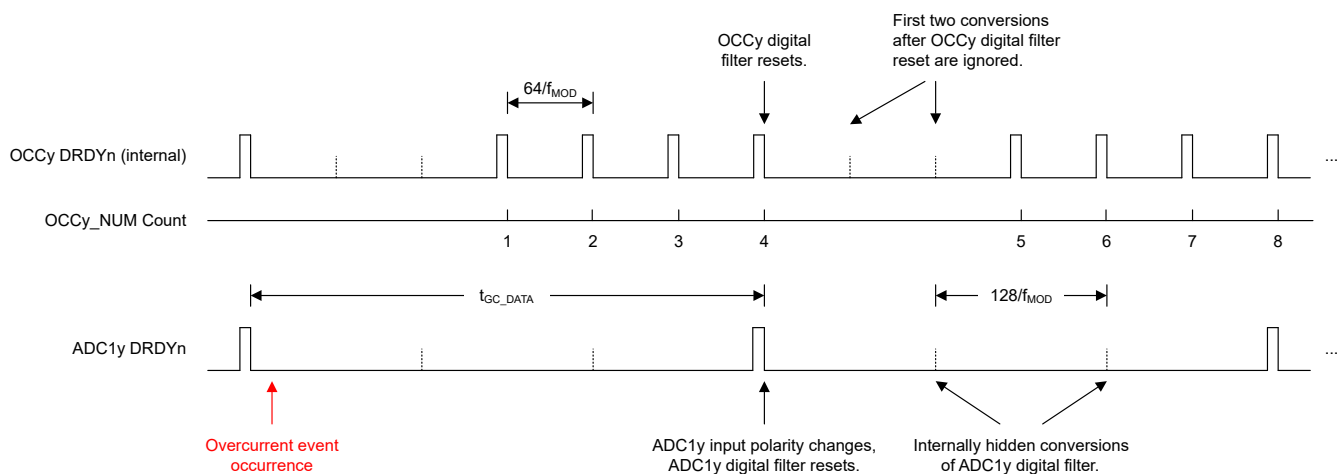 OCCy digital
filter resets.
First two conversions
after OCCy digital filter
reset are ignored.
64/fMOD
OCCy DRDYn (internal)
...
OCCy_NUM Count
1 2 3 4 5 6 7 8
tGC_DATA
128/fMOD
ADC1y DRDYn
...
Overcurrent event
occurrence
ADC1y input polarity changes,
ADC1y digital filter resets.
Internally hidden conversions
of ADC1y digital filter.